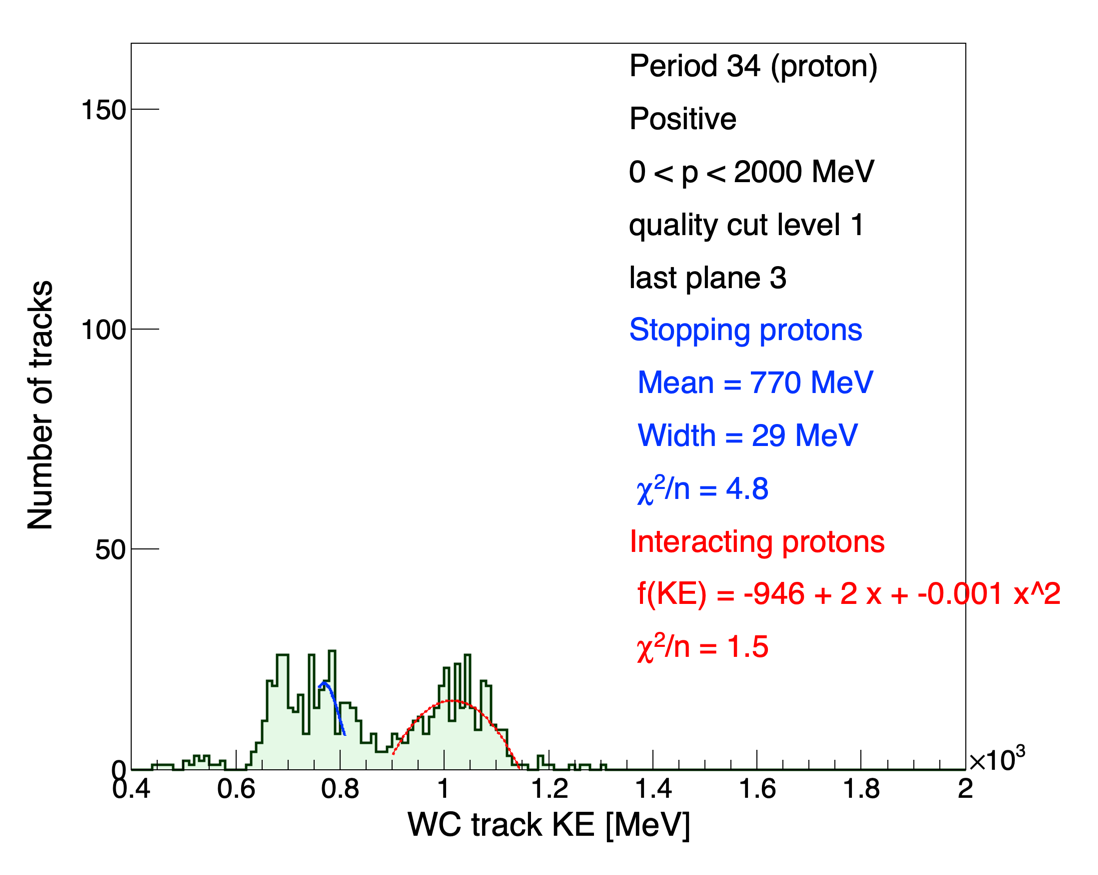 Period 34 (proton)
Positive
0 < p < 2000 MeV
quality cut level 1
last plane 3
Stopping protons
Mean = 770 MeV
Width = 29 MeV
χ²/n = 4.8
Interacting protons
f(KE) = -946 + 2 x + -0.001 x^2
χ²/n = 1.5
Number of tracks
150
100
50
0
0.4 0.6 0.8 1 1.2 1.4 1.6 1.8 2
×10³
WC track KE [MeV]